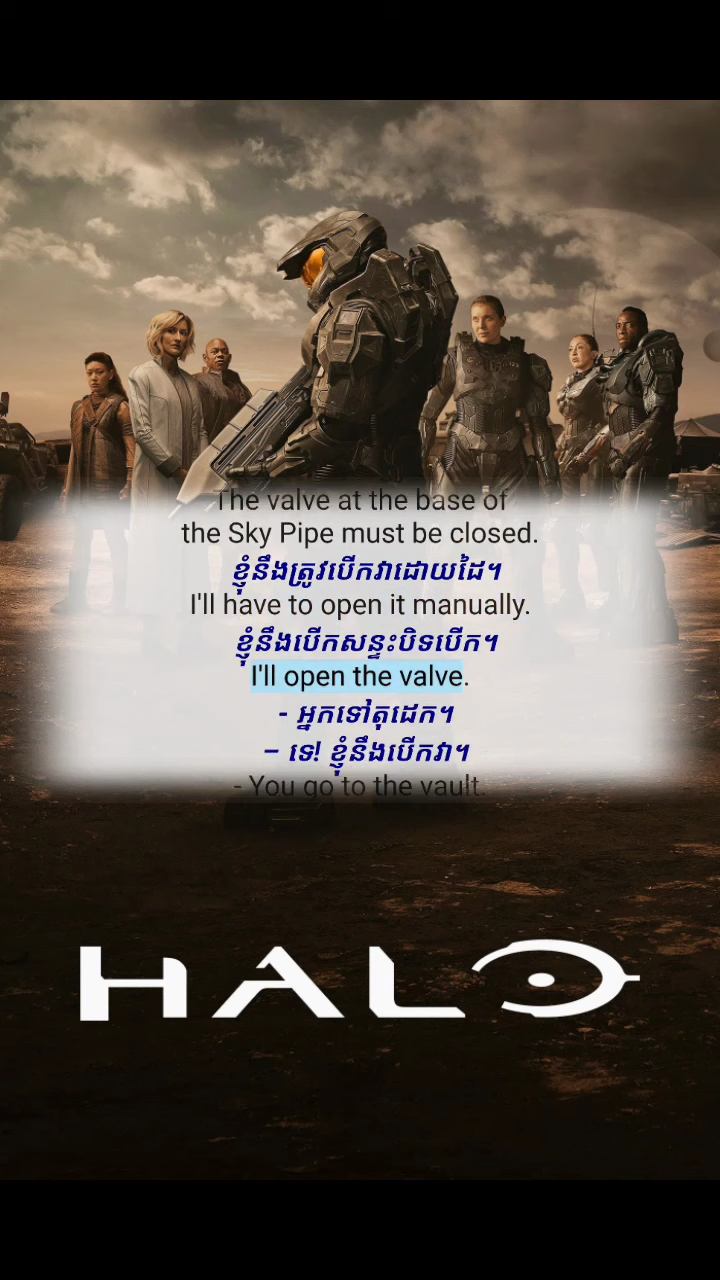 The valve at the base of
the Sky Pipe must be closed.
ខ្ញុំនឹងត្រូវបើកវាដោយដៃ។
I'll have to open it manually.
ខ្ញុំនឹងបើកសន្ទះបិទបើក។
I'll open the valve.
- អ្នកទៅតុដេក។
– ទេ! ខ្ញុំនឹងបើកវា។
- You go to the vault.
HALO